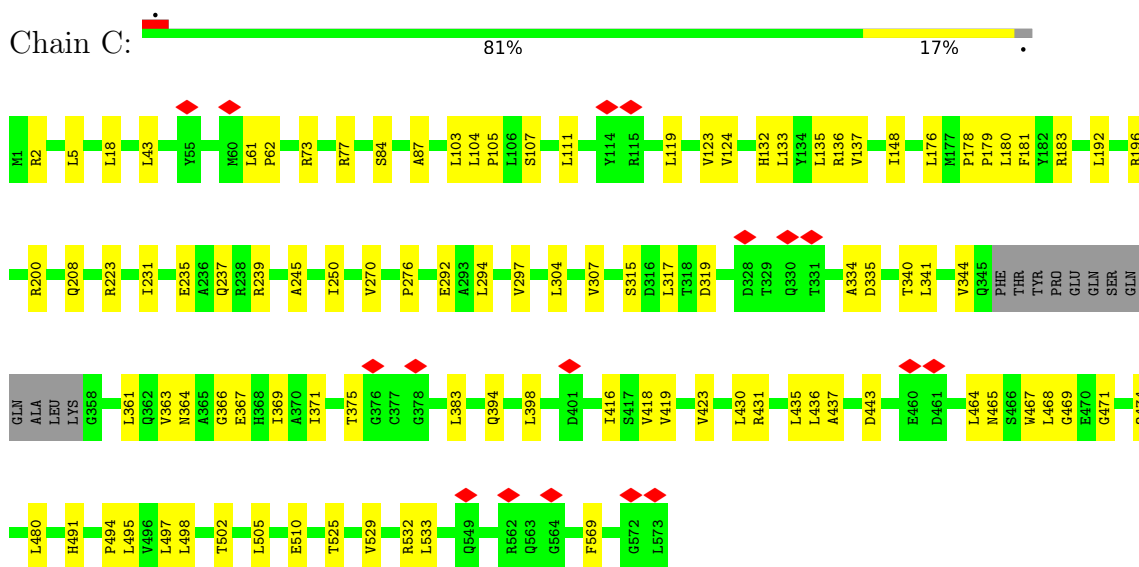 Chain C:
81% 17%
M1 R2 L5 L18 L43 Y55 M60 L61 P62 R73 R77 S84 A87 L103 L104 P105 L106 S107 L111 Y114 R115 L119 V123 V124 H132 L133 Y134 L135 R136 V137 I148 L176 M177 P178 P179 L180 F181 Y182 R183 L192 R196
R200 Q208 R223 I231 E235 A236 Q237 R238 R239 A245 I250 V270 P276 E292 A293 L294 V297 L304 V307 S315 D316 L317 T318 D319 D328 T329 Q330 T331 A334 D335 T340 L341 V344 Q345 PHE THR TYR PRO GLU GLN SER GLN
GLN ALA LEU LYS G358 L361 Q362 V363 N364 A365 G366 E367 H368 I369 A370 I371 T375 G376 C377 G378 L383 Q394 L398 D401 I416 S417 V418 V419 V423 L430 R431 L435 L436 A437 D443 E460 D461 L464 N465 S466 W467 L468 G469 E470 G471
L480 H491 P494 L495 V496 L497 L498 T502 L505 E510 T525 V529 R532 L533 Q549 R562 Q563 G564 F569 G572 L573